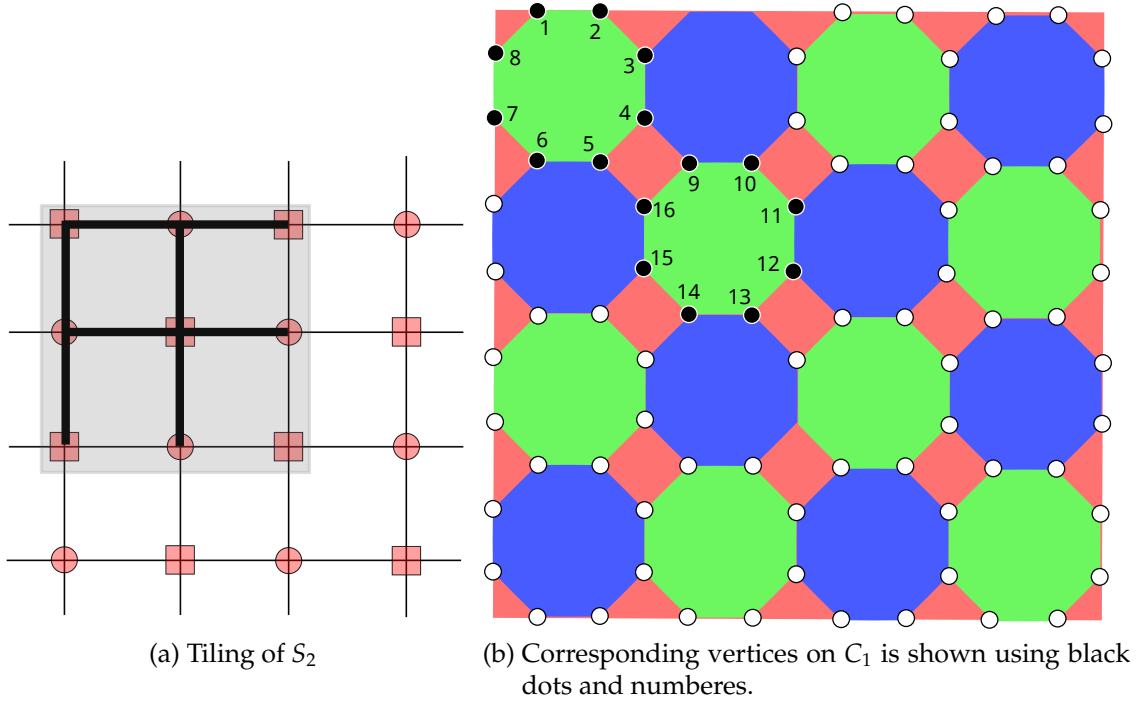 1 2
8 3
7 4
6 5
9 10
16 11
15 12
14 13
(a) Tiling of S2
(b) Corresponding vertices on C1 is shown using black
dots and numberes.